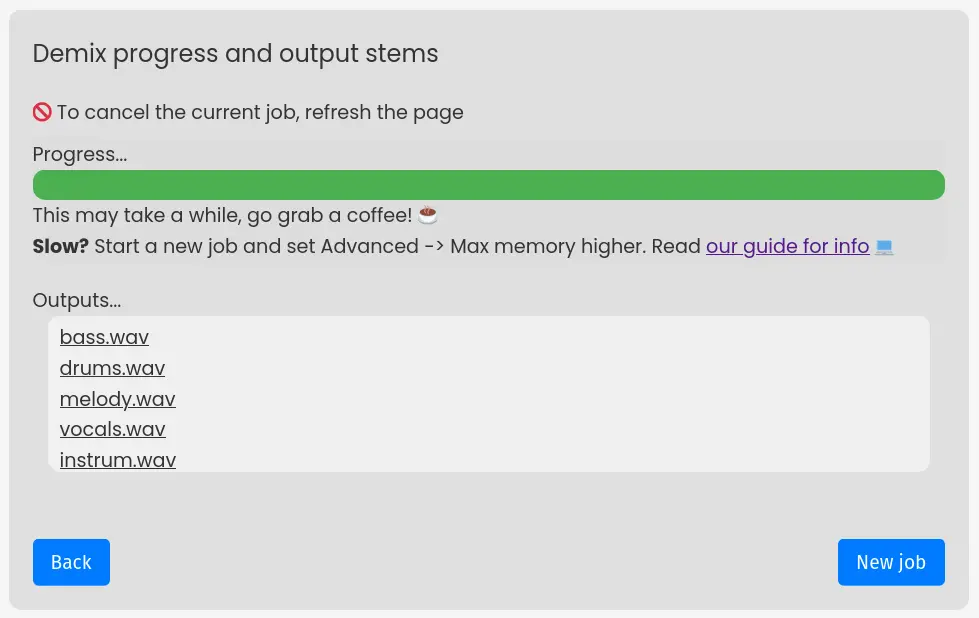 Demix progress and output stems
🚫 To cancel the current job, refresh the page
Progress...
This may take a while, go grab a coffee! ☕
Slow? Start a new job and set Advanced -> Max memory higher. Read our guide for info 💻
Outputs...
bass.wav
drums.wav
melody.wav
vocals.wav
instrum.wav
Back
New job